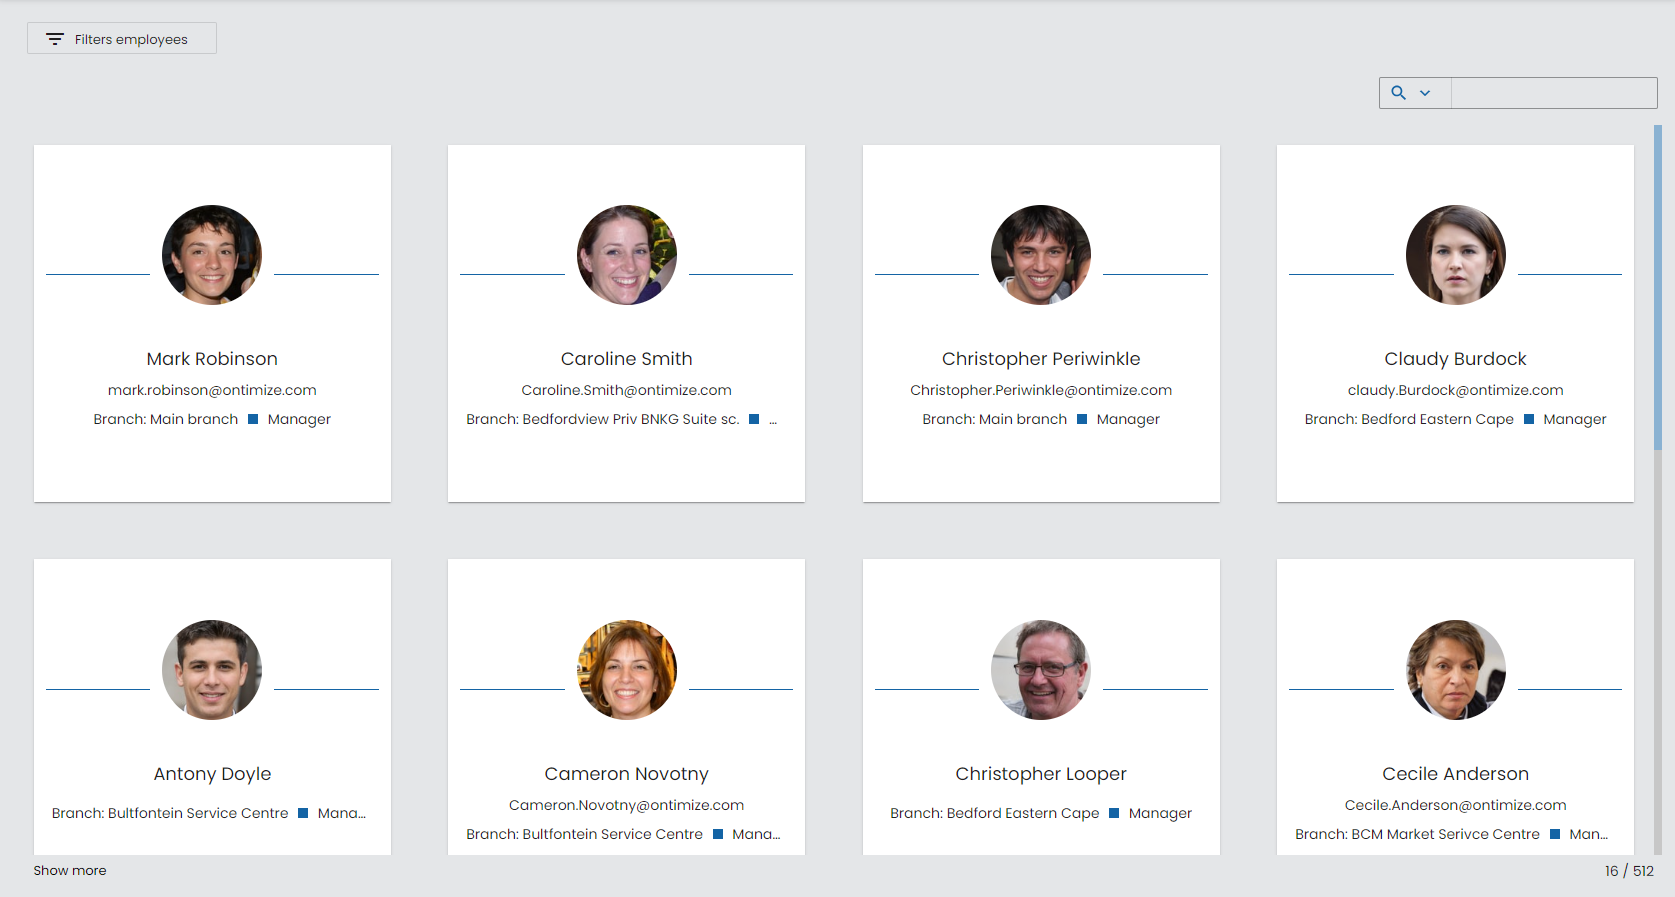 Filters employees
Mark Robinson
mark.robinson@ontimize.com
Branch: Main branch Manager
Caroline Smith
Caroline.Smith@ontimize.com
Branch: Bedfordview Priv BNKG Suite sc. ...
Christopher Periwinkle
Christopher.Periwinkle@ontimize.com
Branch: Main branch Manager
Claudy Burdock
claudy.Burdock@ontimize.com
Branch: Bedford Eastern Cape Manager
Antony Doyle
Branch: Bultfontein Service Centre Mana...
Cameron Novotny
Cameron.Novotny@ontimize.com
Branch: Bultfontein Service Centre Mana...
Christopher Looper
Branch: Bedford Eastern Cape Manager
Cecile Anderson
Cecile.Anderson@ontimize.com
Branch: BCM Market Serivce Centre Man...
Show more
16 / 512